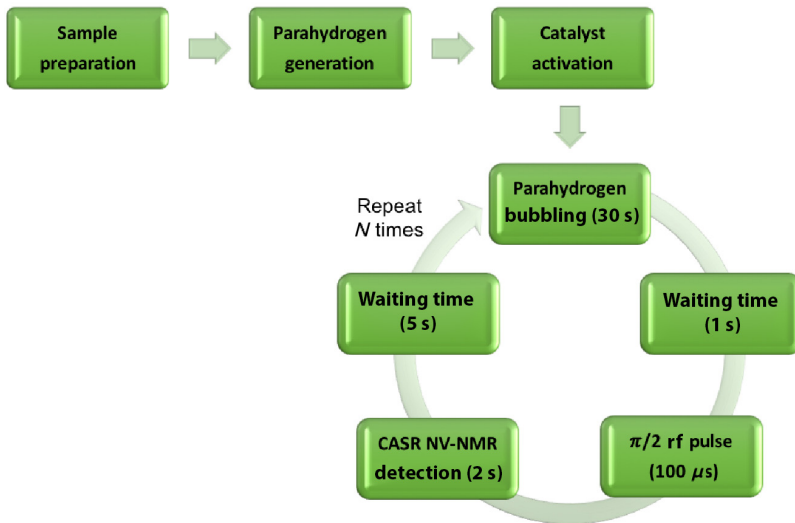 Sample
preparation
Parahydrogen
generation
Catalyst
activation
Parahydrogen
bubbling (30 s)
Waiting time
(1 s)
π/2 rf pulse
(100 μs)
CASR NV-NMR
detection (2 s)
Waiting time
(5 s)
Repeat
N times